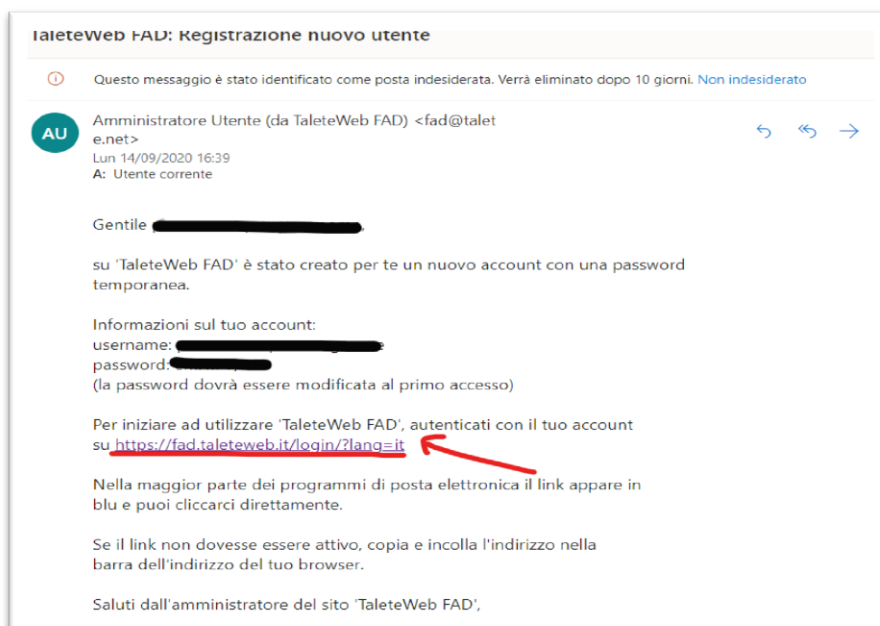 TaleteWeb FAD: Registrazione nuovo utente
Questo messaggio è stato identificato come posta indesiderata. Verrà eliminato dopo 10 giorni. Non indesiderato
AU
Amministratore Utente (da TaleteWeb FAD) <fad@talet
e.net>
Lun 14/09/2020 16:39
A: Utente corrente
Gentile
su 'TaleteWeb FAD' è stato creato per te un nuovo account con una password
temporanea.
Informazioni sul tuo account:
username:
password:
(la password dovrà essere modificata al primo accesso)
Per iniziare ad utilizzare 'TaleteWeb FAD', autenticati con il tuo account
su https://fad.taleteweb.it/login/?lang=it
Nella maggior parte dei programmi di posta elettronica il link appare in
blu e puoi cliccarci direttamente.
Se il link non dovesse essere attivo, copia e incolla l'indirizzo nella
barra dell'indirizzo del tuo browser.
Saluti dall'amministratore del sito 'TaleteWeb FAD',